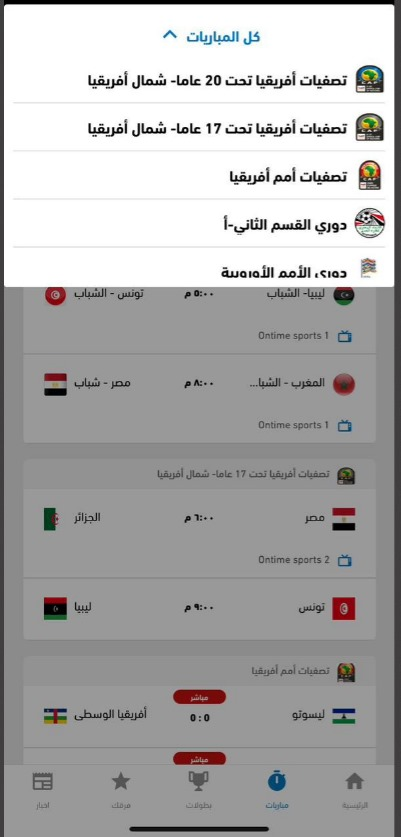 كل المباريات
تصفيات أفريقيا تحت 20 عاما- شمال أفريقيا
تصفيات أفريقيا تحت 17 عاما- شمال أفريقيا
تصفيات أمم أفريقيا
دوري القسم الثاني-أ
دوري الأمم الأوروبية
ليبيا- الشباب ٥:٠٠ م تونس - الشباب
Ontime sports 1
المغرب - الشبا... ٨:٠٠ م مصر - شباب
Ontime sports 1
تصفيات أفريقيا تحت 17 عاما- شمال أفريقيا
مصر ٦:٠٠ م الجزائر
Ontime sports 2
تونس ٩:٠٠ م ليبيا
تصفيات أمم أفريقيا
مباشر
ليسوتو 0 : 0 أفريقيا الوسطى
مباشر
الرئيسية مباريات بطولات فرقك اخبار